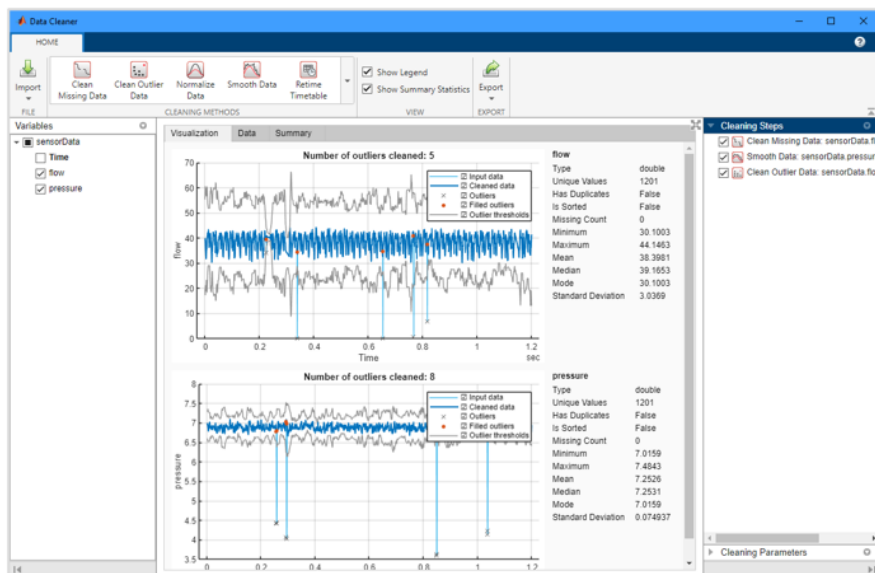 Data Cleaner
HOME
Import
Clean Missing Data
Clean Outlier Data
Normalize Data
Smooth Data
Retime Timetable
Show Legend
Show Summary Statistics
Export
FILE
CLEANING METHODS
VIEW
EXPORT
Variables
sensorData
Time
flow
pressure
Visualization Data Summary
Number of outliers cleaned: 5
70
60
50
40
30
20
10
0
flow
0 0.2 0.4 0.6 0.8 1 1.2
Time
sec
Input data
Cleaned data
Outliers
Filled outliers
Outlier thresholds
flow
Type double
Unique Values 1201
Has Duplicates False
Is Sorted False
Missing Count 0
Minimum 30.1003
Maximum 44.1463
Mean 38.3981
Median 39.1653
Mode 30.1003
Standard Deviation 3.0369
Number of outliers cleaned: 8
8
7.5
7
6.5
6
5.5
5
4.5
4
3.5
pressure
0 0.2 0.4 0.6 0.8 1 1.2
Input data
Cleaned data
Outliers
Filled outliers
Outlier thresholds
pressure
Type double
Unique Values 1201
Has Duplicates False
Is Sorted False
Missing Count 0
Minimum 7.0159
Maximum 7.4843
Mean 7.2526
Median 7.2531
Mode 7.0159
Standard Deviation 0.074937
Cleaning Steps
Clean Missing Data: sensorData.fl
Smooth Data: sensorData.pressur
Clean Outlier Data: sensorData.flo
Cleaning Parameters